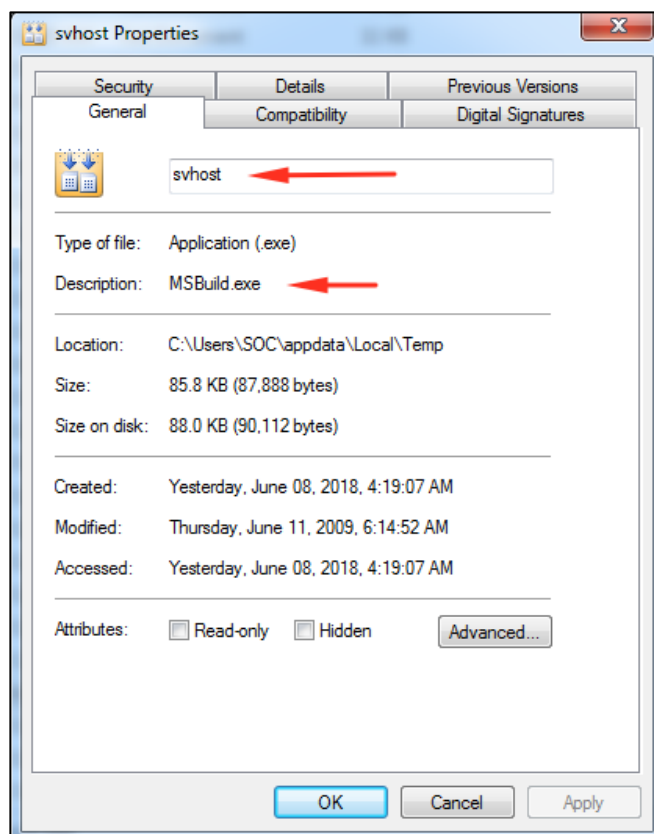 svhost Properties
Security Details Previous Versions
General Compatibility Digital Signatures
svhost
Type of file: Application (.exe)
Description: MSBuild.exe
Location: C:\Users\SOC\appdata\Local\Temp
Size: 85.8 KB (87,888 bytes)
Size on disk: 88.0 KB (90,112 bytes)
Created: Yesterday, June 08, 2018, 4:19:07 AM
Modified: Thursday, June 11, 2009, 6:14:52 AM
Accessed: Yesterday, June 08, 2018, 4:19:07 AM
Attributes: Read-only Hidden Advanced...
OK Cancel Apply